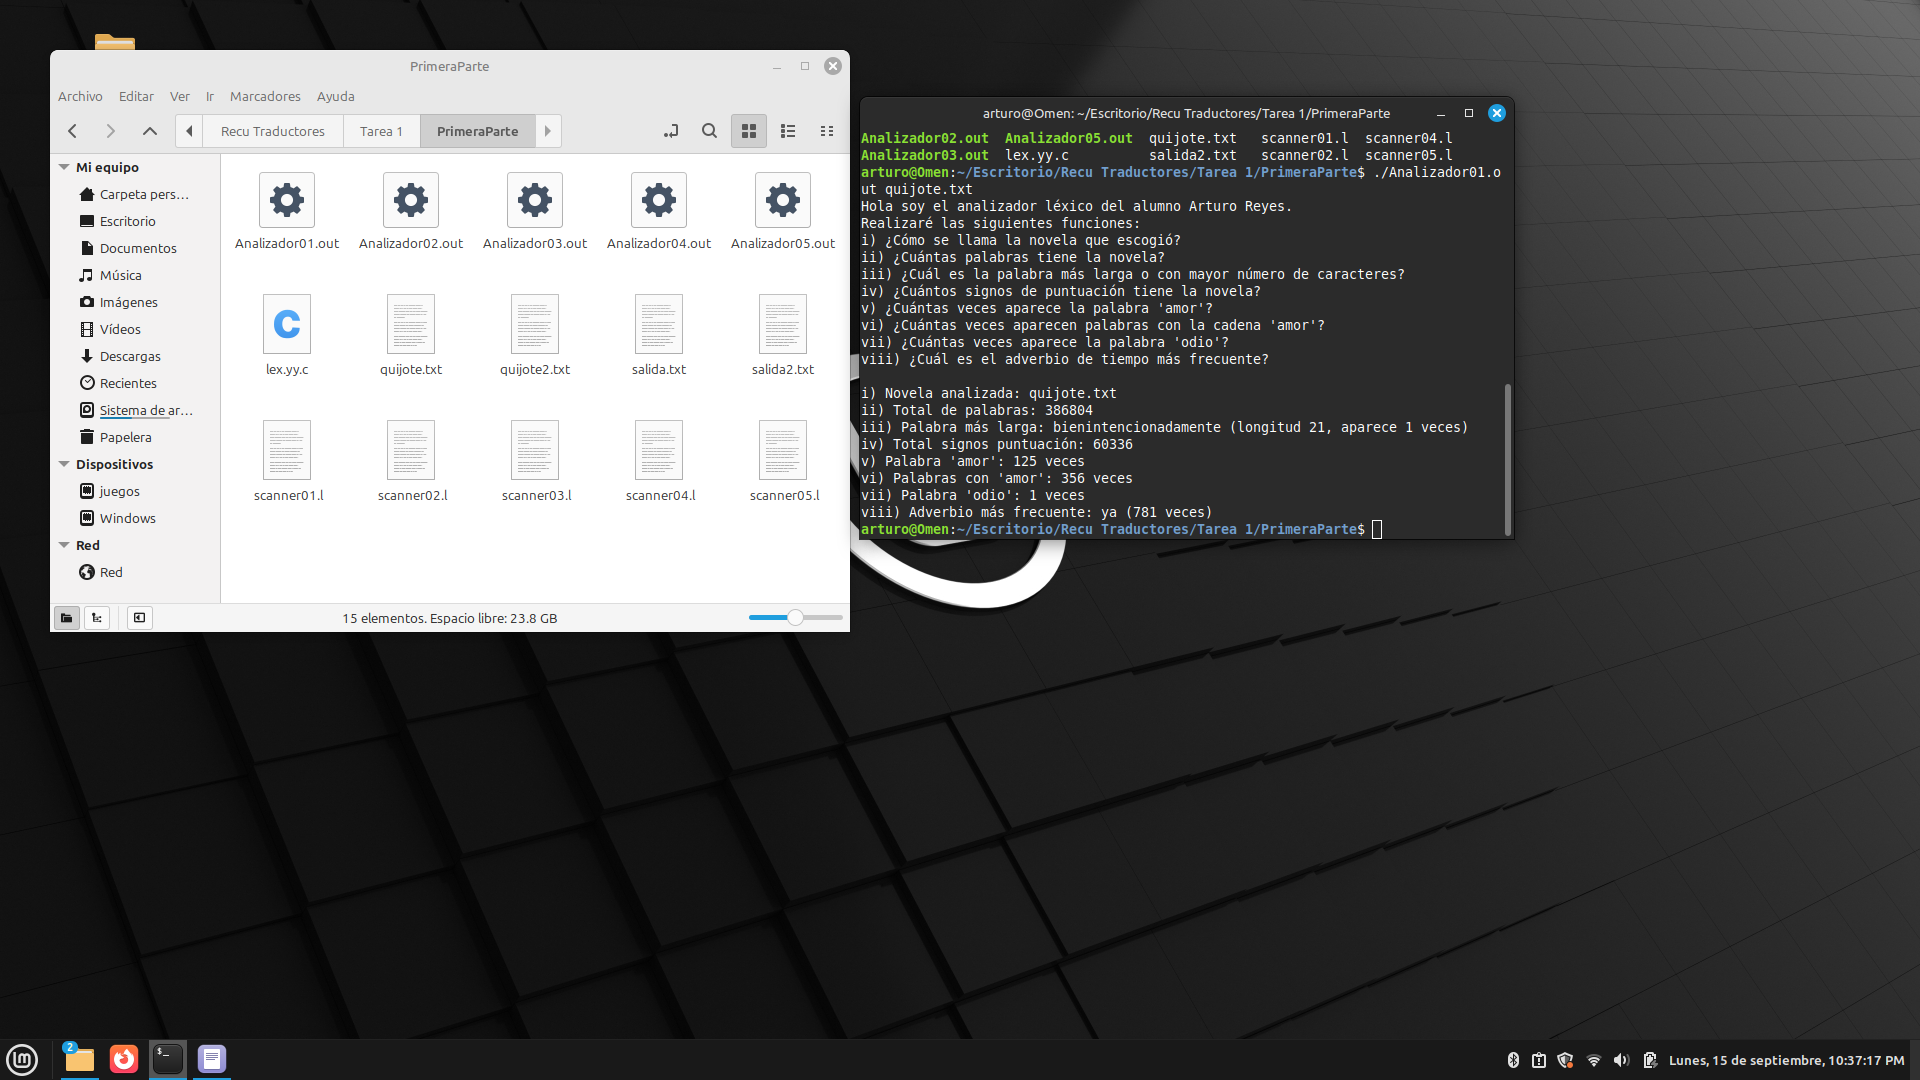 PrimeraParte
Archivo Editar Ver Ir Marcadores Ayuda
Recu Traductores Tarea 1 PrimeraParte
Mi equipo
Carpeta pers...
Escritorio
Documentos
Música
Imágenes
Vídeos
Descargas
Recientes
Sistema de ar...
Papelera
Dispositivos
juegos
Windows
Red
Red
Analizador01.out Analizador02.out Analizador03.out Analizador04.out Analizador05.out
C
lex.yy.c quijote.txt quijote2.txt salida.txt salida2.txt
scanner01.l scanner02.l scanner03.l scanner04.l scanner05.l
15 elementos. Espacio libre: 23.8 GB
arturo@Omen: ~/Escritorio/Recu Traductores/Tarea 1/PrimeraParte
Analizador02.out Analizador05.out quijote.txt scanner01.l scanner04.l
Analizador03.out lex.yy.c salida2.txt scanner02.l scanner05.l
arturo@Omen:~/Escritorio/Recu Traductores/Tarea 1/PrimeraParte$ ./Analizador01.o
ut quijote.txt
Hola soy el analizador léxico del alumno Arturo Reyes.
Realizaré las siguientes funciones:
i) ¿Cómo se llama la novela que escogió?
ii) ¿Cuántas palabras tiene la novela?
iii) ¿Cuál es la palabra más larga o con mayor número de caracteres?
iv) ¿Cuántos signos de puntuación tiene la novela?
v) ¿Cuántas veces aparece la palabra 'amor'?
vi) ¿Cuántas veces aparecen palabras con la cadena 'amor'?
vii) ¿Cuántas veces aparece la palabra 'odio'?
viii) ¿Cuál es el adverbio de tiempo más frecuente?
i) Novela analizada: quijote.txt
ii) Total de palabras: 386804
iii) Palabra más larga: bienintencionadamente (longitud 21, aparece 1 veces)
iv) Total signos puntuación: 60336
v) Palabra 'amor': 125 veces
vi) Palabras con 'amor': 356 veces
vii) Palabra 'odio': 1 veces
viii) Adverbio más frecuente: ya (781 veces)
arturo@Omen:~/Escritorio/Recu Traductores/Tarea 1/PrimeraParte$
2
$_
Lunes, 15 de septiembre, 10:37:17 PM